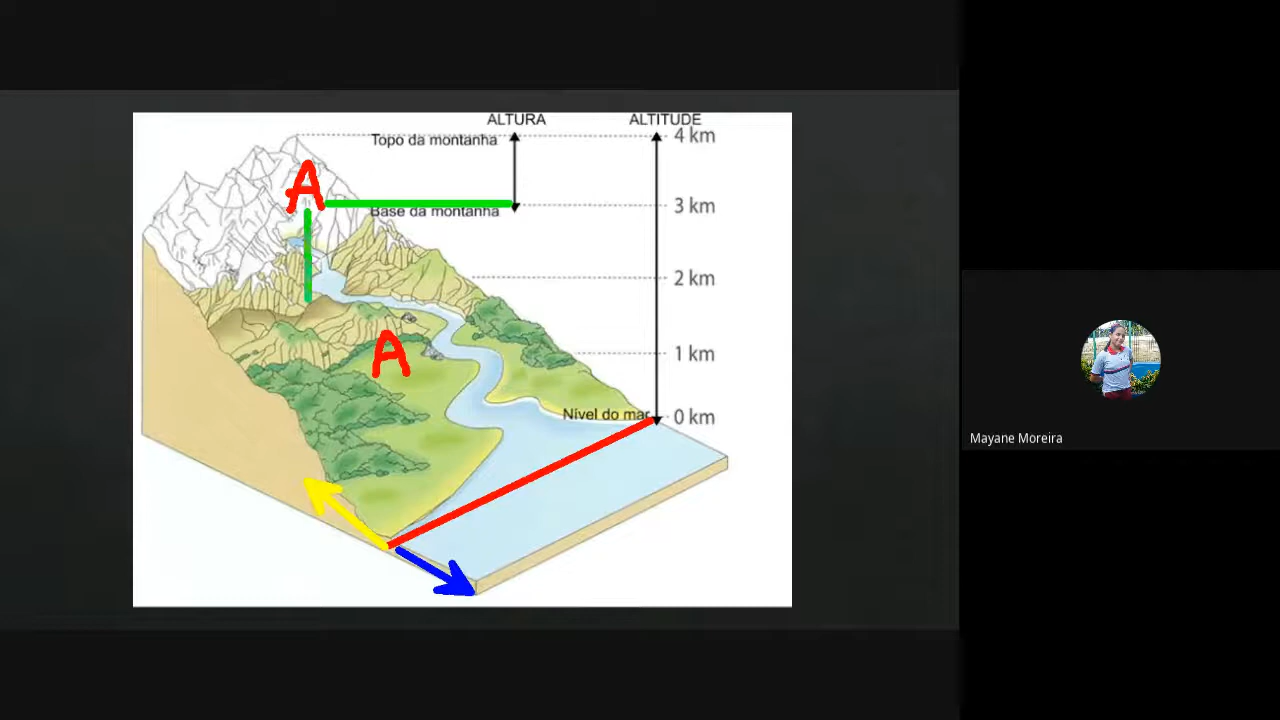 ALTURA
ALTITUDE
Topo da montanha
4 km
A
Base da montanha
3 km
2 km
A
1 km
Nível do mar
0 km
Mayane Moreira